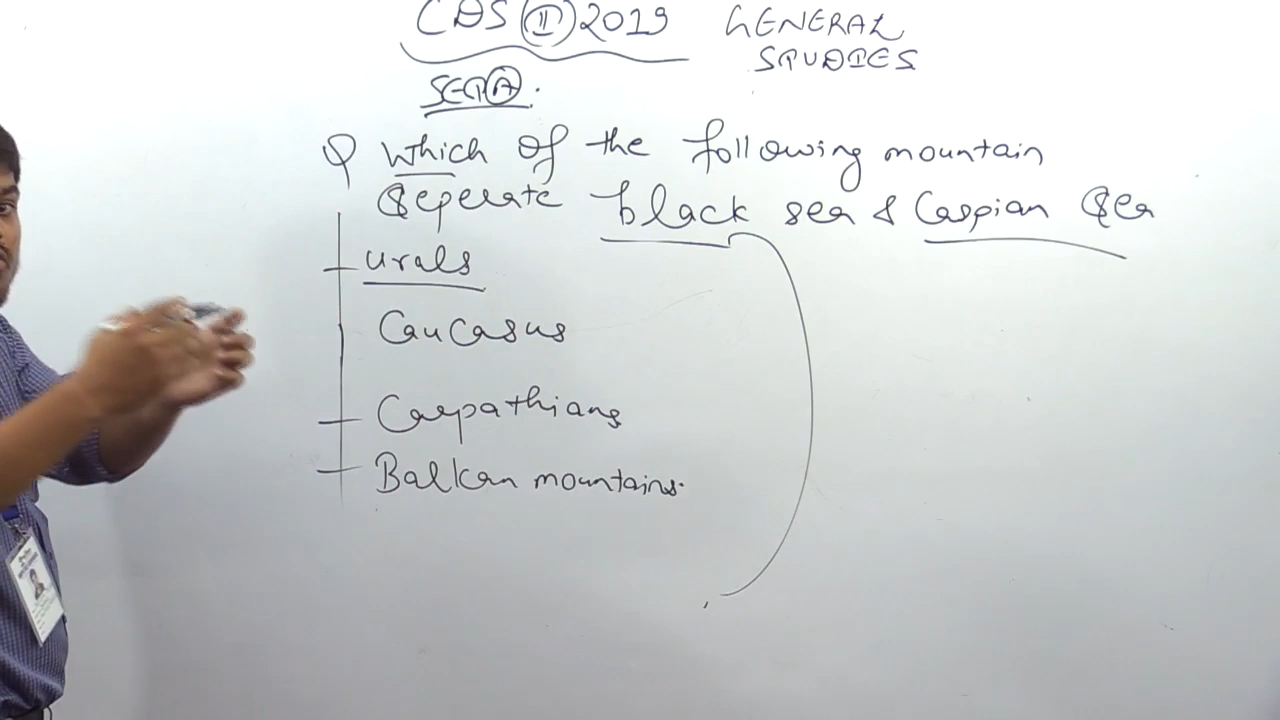 CDS II 2019 GENERAL
STUDIES
SET A.
Q Which of the following mountain
Seperate black sea & Caspian Sea
urals
Caucasus
Carpathians
Balkan mountains.